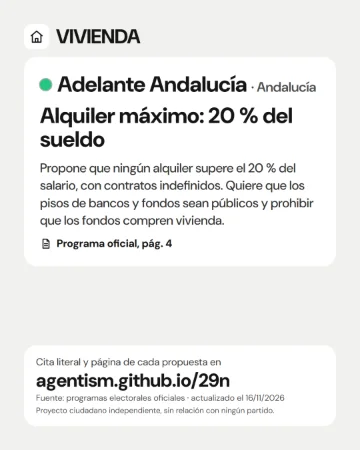 VIVIENDA
Adelante Andalucía · Andalucía
Alquiler máximo: 20 % del
sueldo
Propone que ningún alquiler supere el 20 % del
salario, con contratos indefinidos. Quiere que los
pisos de bancos y fondos sean públicos y prohibir
que los fondos compren vivienda.
Programa oficial, pág. 4
Cita literal y página de cada propuesta en
agentism.github.io/29n
Fuente: programas electorales oficiales · actualizado el 16/11/2026
Proyecto ciudadano independiente, sin relación con ningún partido.